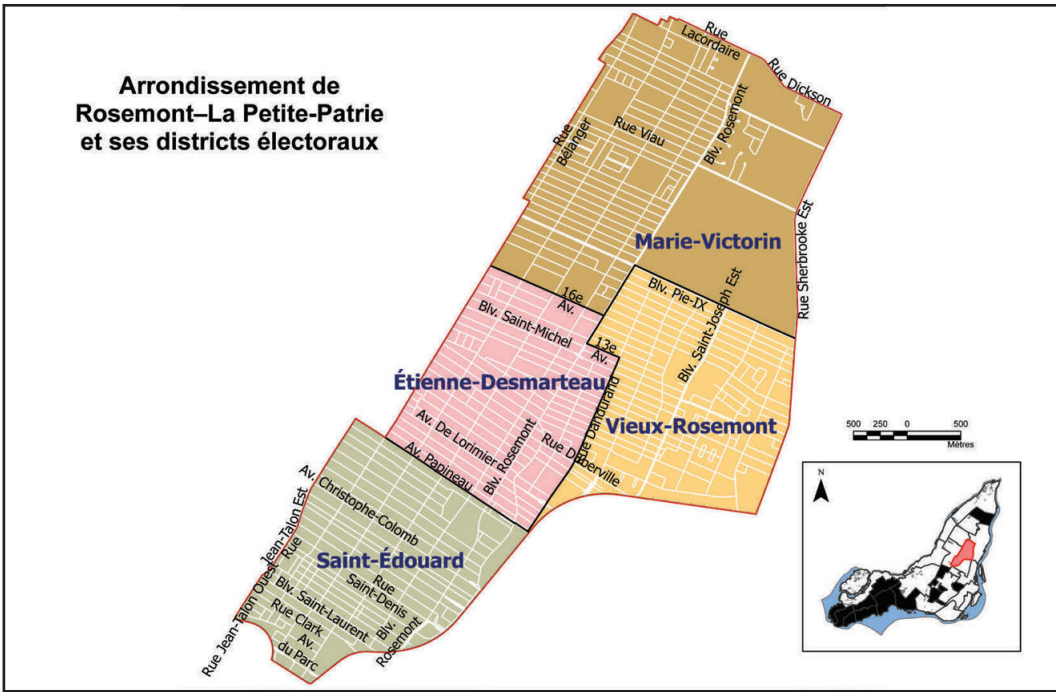 Arrondissement de
Rosemont–La Petite-Patrie
et ses districts électoraux
Rue
Lacordaire
Rue Dickson
Rue
Bélanger
Rue Viau
Blv. Rosemont
Marie-Victorin
Rue Sherbrooke Est
16e
Av.
Blv. Pie-IX
Blv. Saint-Joseph Est
Blv. Saint-Michel
13e
Av.
Étienne-Desmarteau
Vieux-Rosemont
Rue Dandurand
Av. De Lorimier
Av. Papineau
Blv. Rosemont
Rue D'Iberville
500 250 0 500
Mètres
Av. Christophe-Colomb
Rue Jean-Talon Est
Saint-Édouard
Rue
Saint-Denis
Blv. Saint-Laurent
Blv.
Rosemont
Rue Clark
Av.
du Parc
Rue Jean-Talon Ouest
N